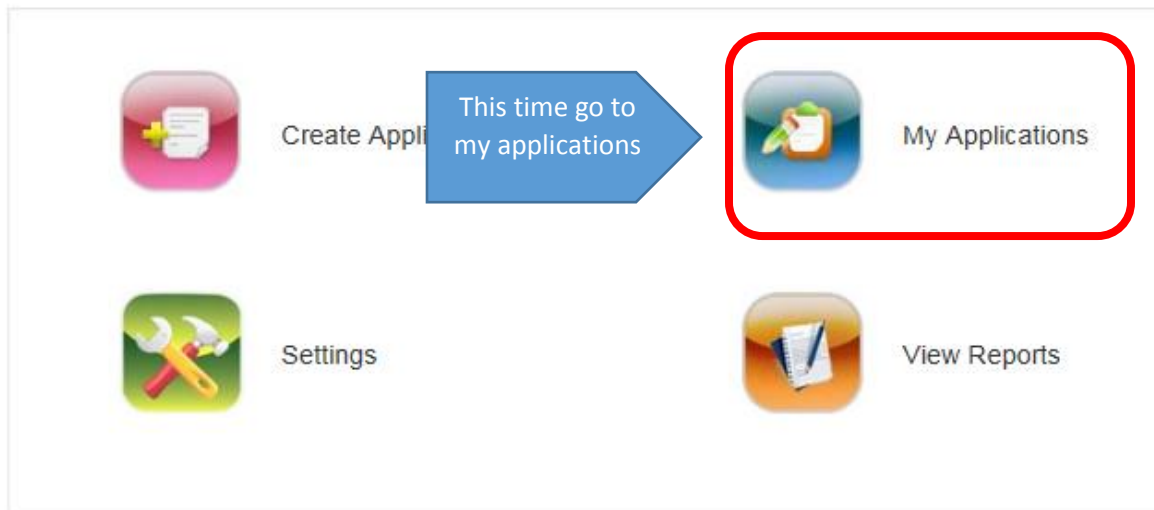 Create Appli
This time go to
my applications
My Applications
Settings
View Reports